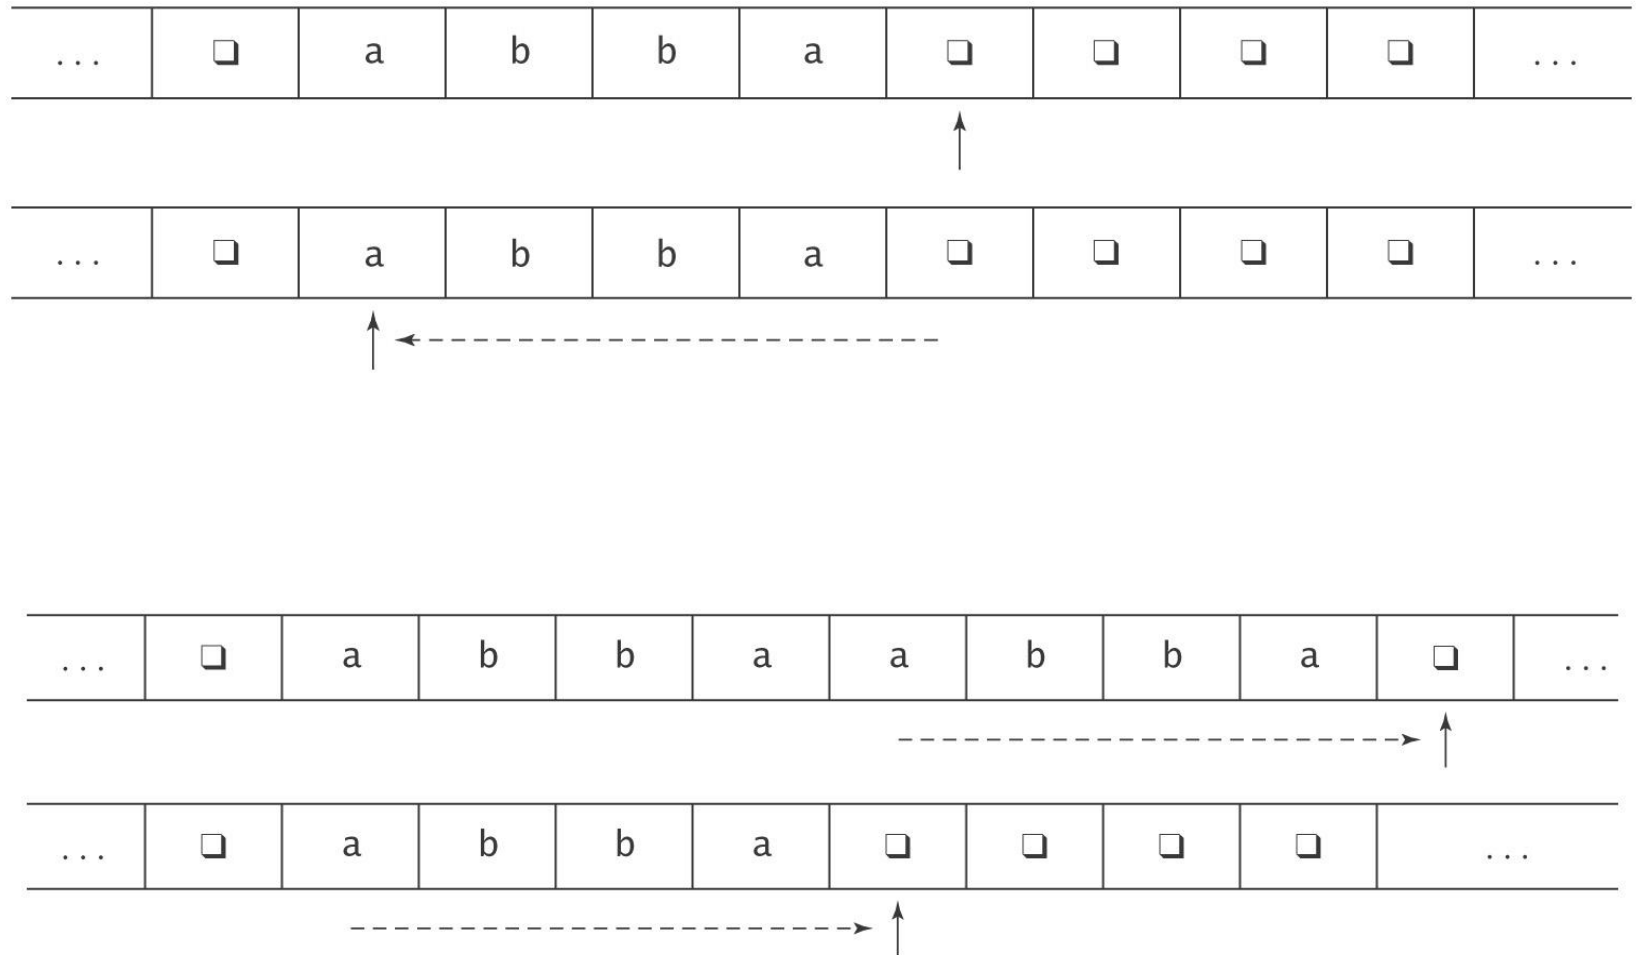 ... ❑ a b b a ❑ ❑ ❑ ❑ ...
... ❑ a b b a ❑ ❑ ❑ ❑ ...
... ❑ a b b a a b b a ❑ ...
... ❑ a b b a ❑ ❑ ❑ ❑ ...